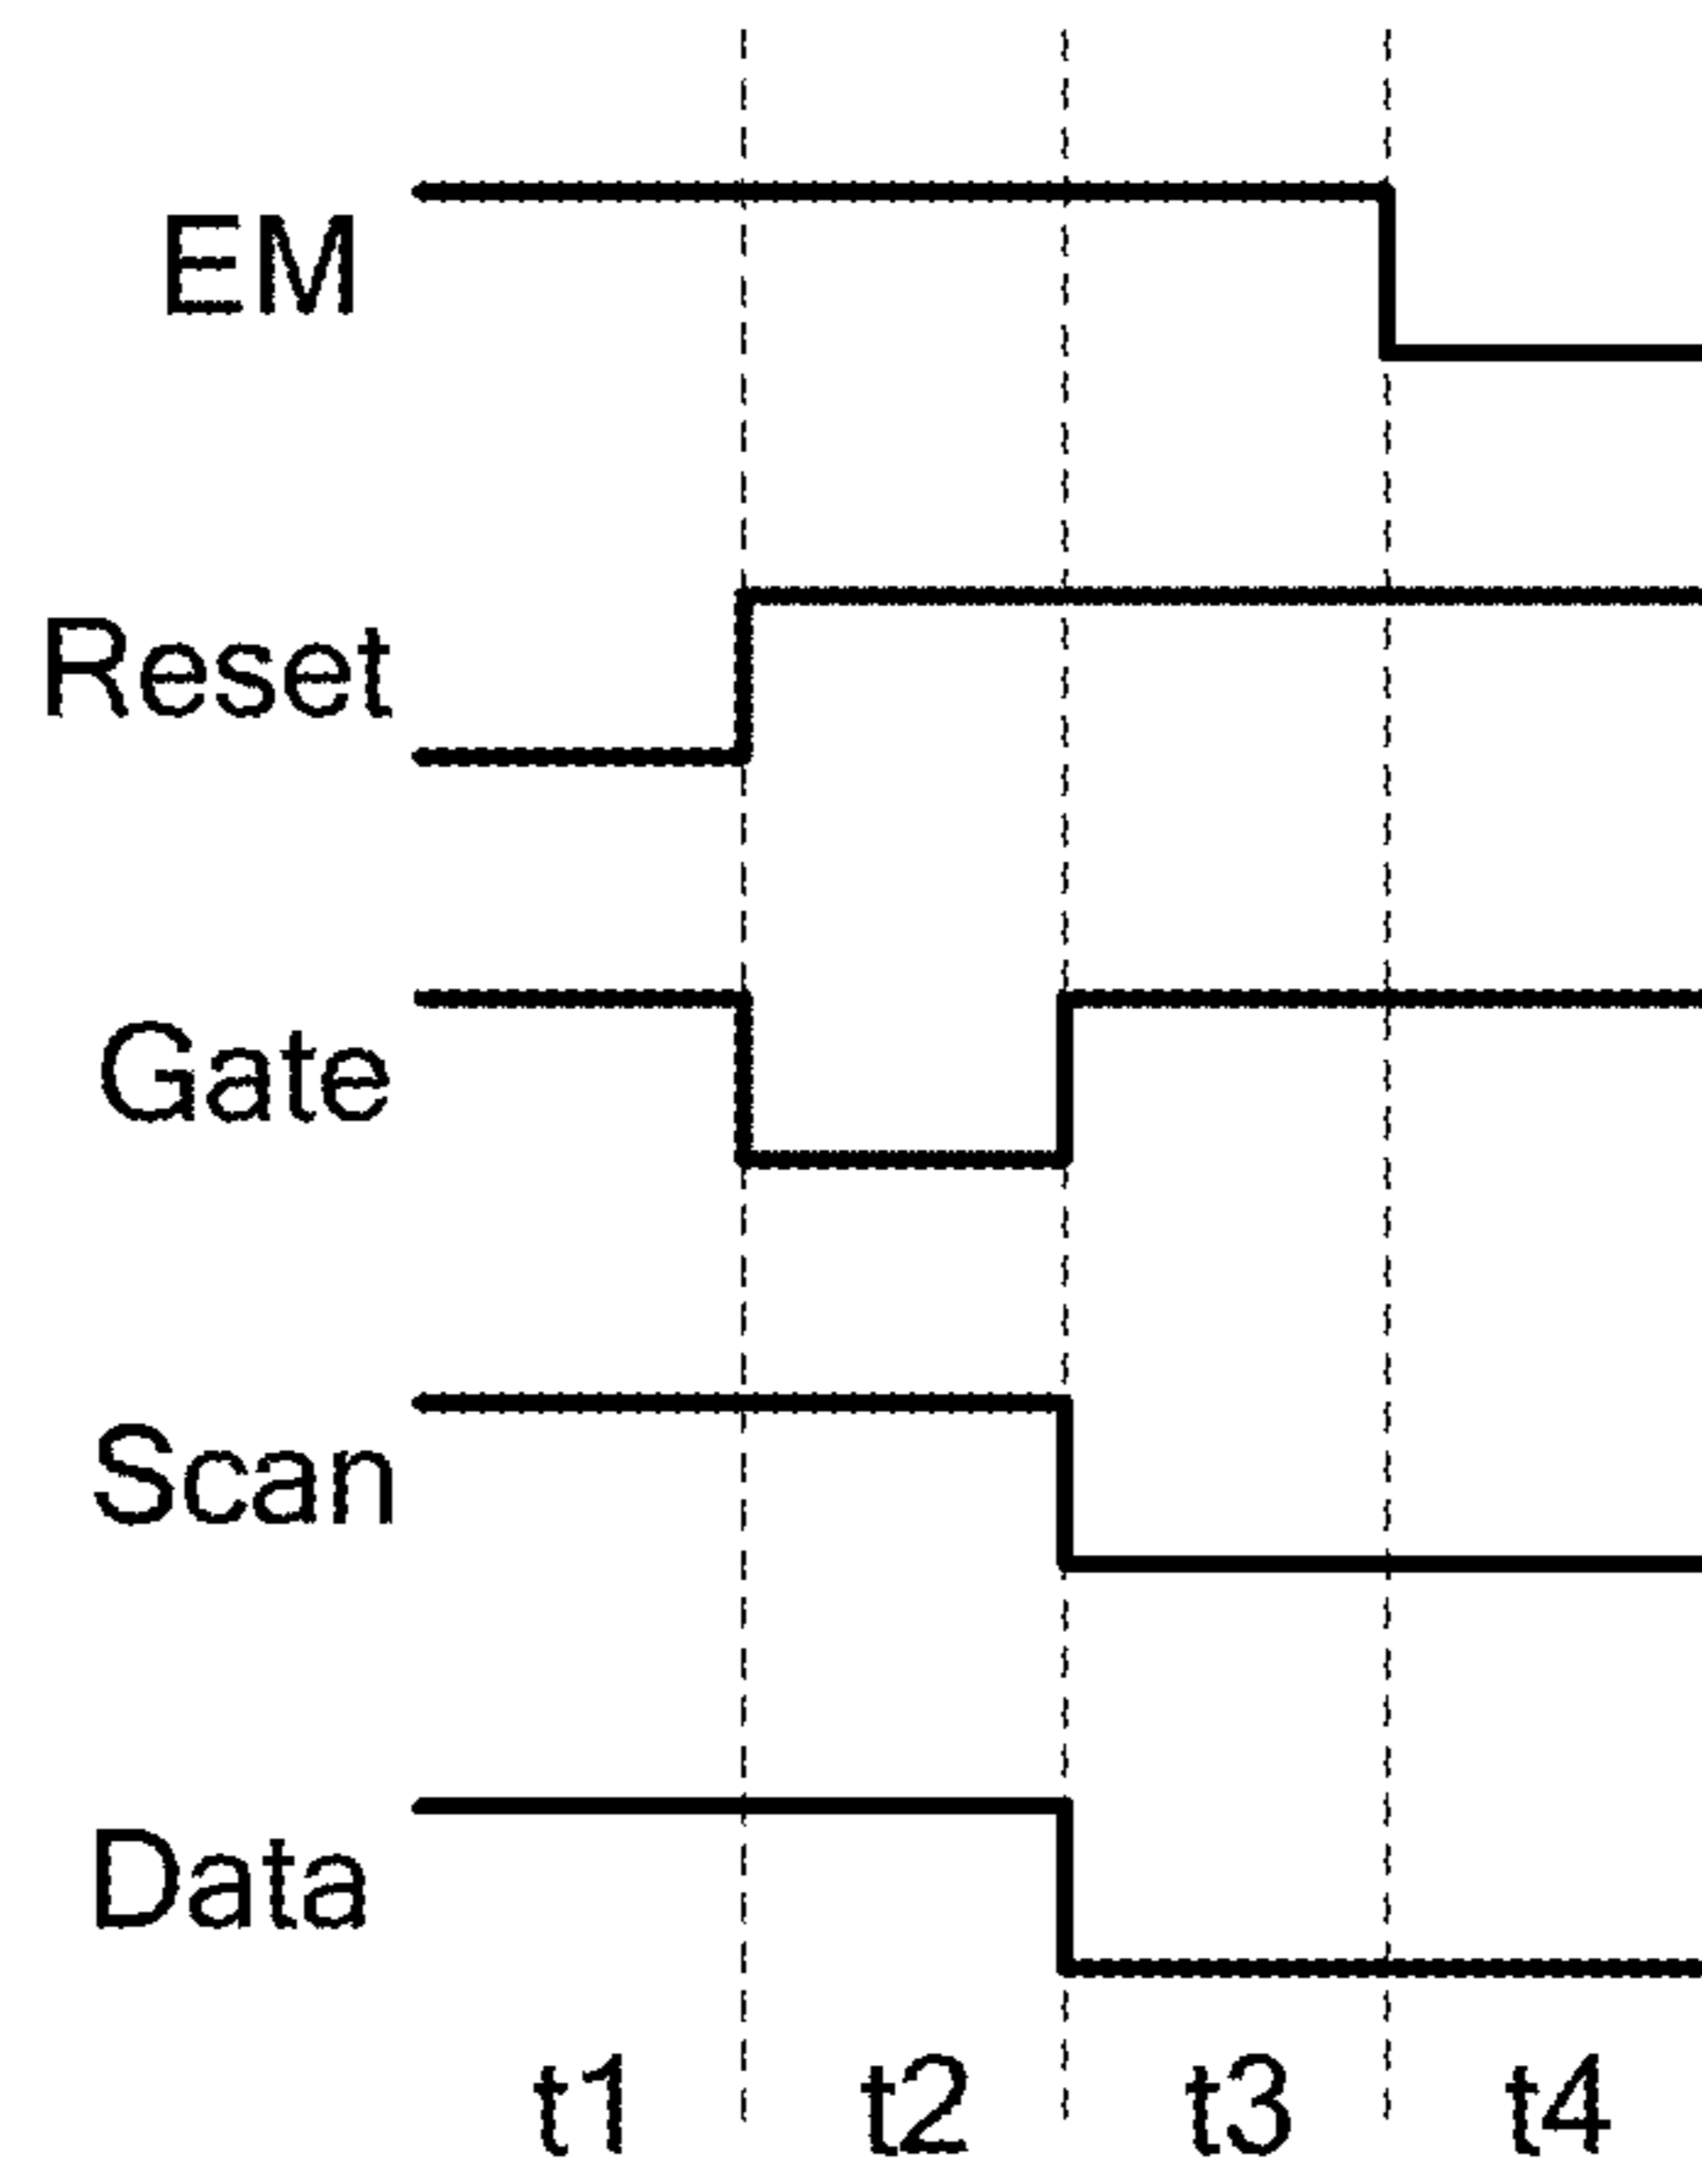 EM
Reset
Gate
Scan
Data
t1 t2 t3 t4